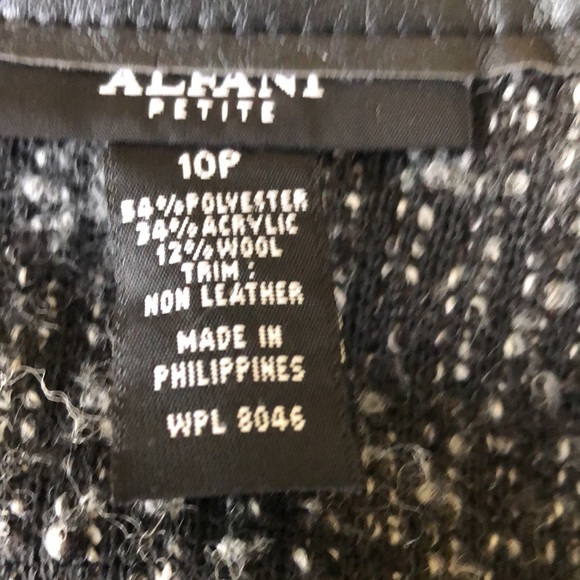 ALFANI
PETITE
10P
54%POLYESTER
34%ACRYLIC
12%WOOL
TRIM:
NON LEATHER
MADE IN
PHILIPPINES
WPL 8046